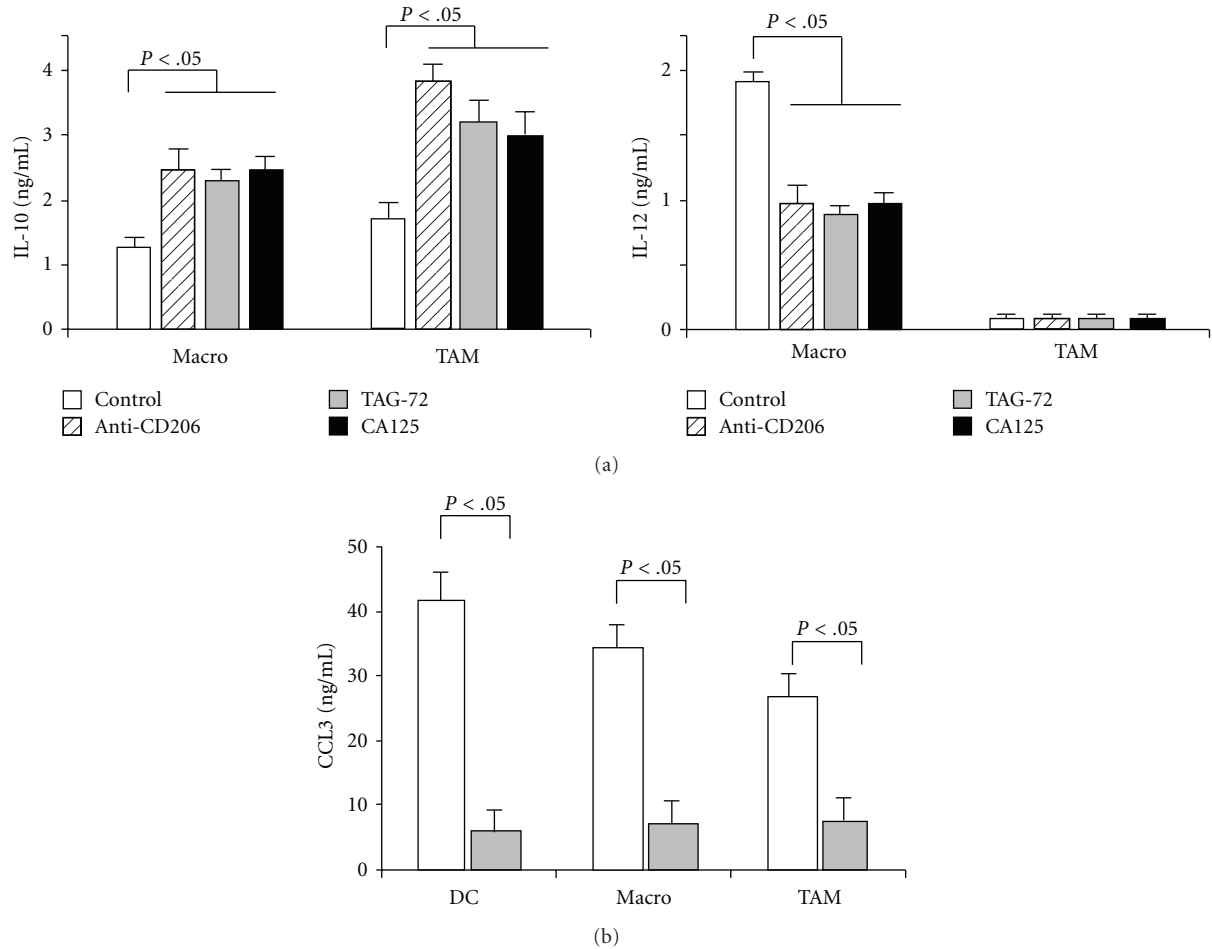 P < .05
P < .05
4
3
2
1
0
IL-10 (ng/mL)
Macro
TAM
Control
Anti-CD206
TAG-72
CA125
P < .05
2
1
0
IL-12 (ng/mL)
Macro
TAM
Control
Anti-CD206
TAG-72
CA125
(a)
P < .05
P < .05
P < .05
50
40
30
20
10
0
CCL3 (ng/mL)
DC
Macro
TAM
(b)